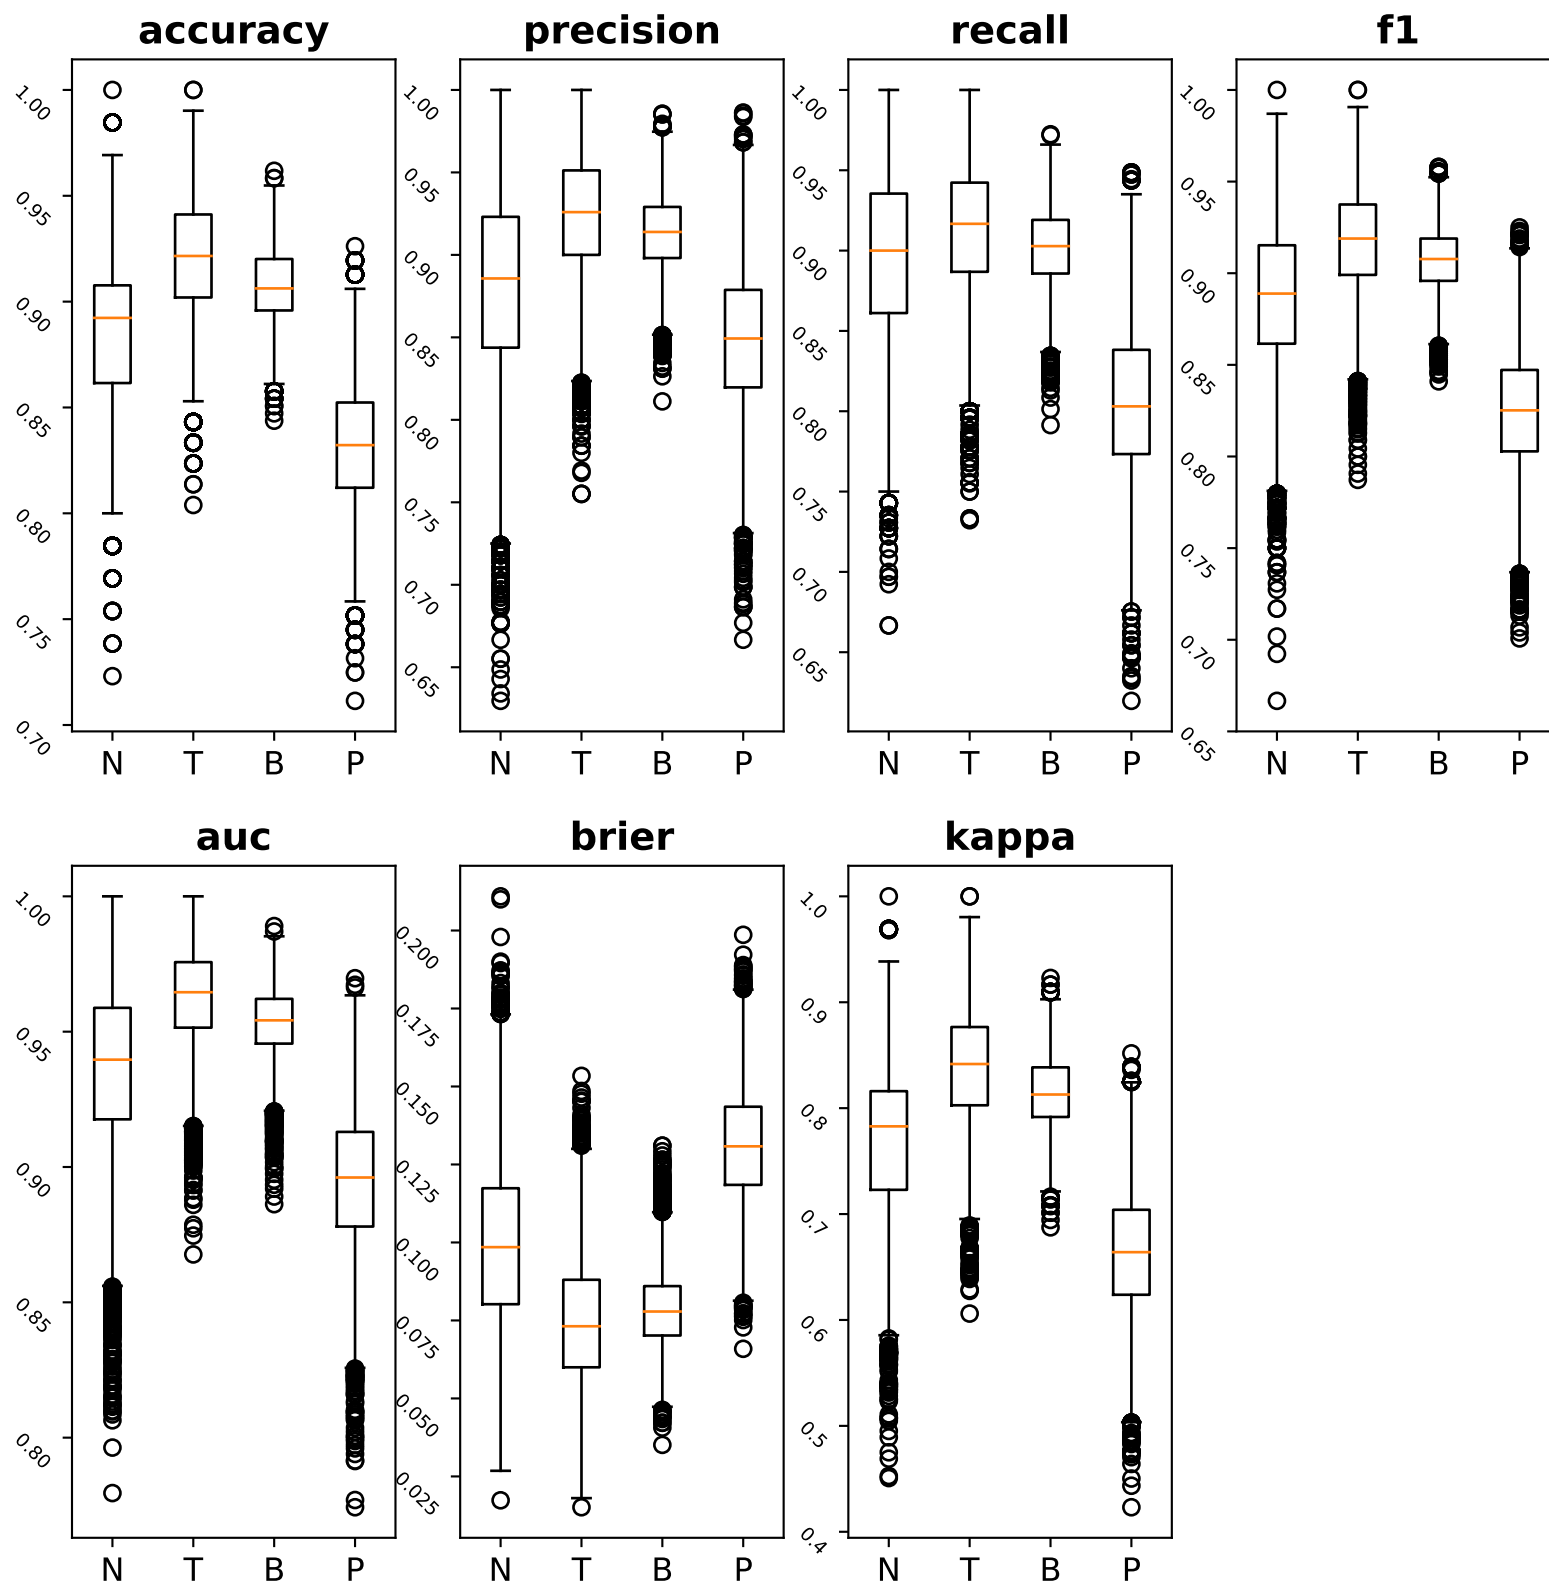 accuracy precision recall f1
1.00 1.00 1.00 1.00
0.95 0.95 0.95 0.95
0.90 0.90 0.90 0.90
0.85 0.85 0.85 0.85
0.80 0.80 0.80 0.80
0.75 0.75 0.75 0.75
0.70 0.70 0.70 0.70
0.65 0.65 0.65
N T B P N T B P N T B P N T B P
auc brier kappa
1.00 0.200 1.0
0.95 0.175 0.9
0.90 0.150 0.8
0.85 0.125 0.7
0.80 0.100 0.6
0.075 0.5
0.050 0.4
0.025
N T B P N T B P N T B P